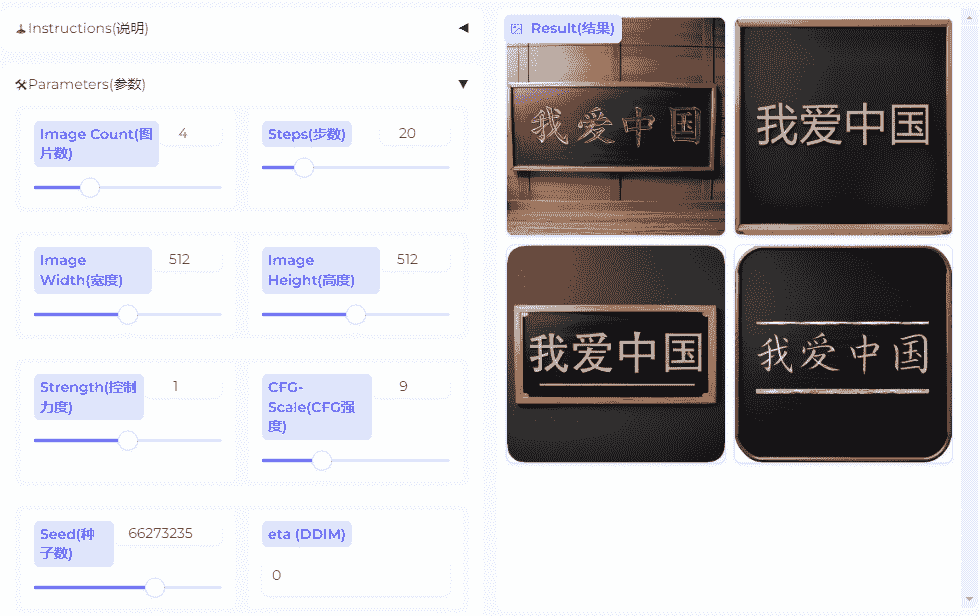 Instructions(说明)
Parameters(参数)
Image Count(图
片数)
4
Steps(步数)
20
Image
Width(宽度)
512
Image
Height(高度)
512
Strength(控制
力度)
1
CFG-
Scale(CFG强
度)
9
Seed(种
子数)
66273235
eta (DDIM)
0
Result(结果)
我爱中国
我爱中国
我爱中国
我爱中国